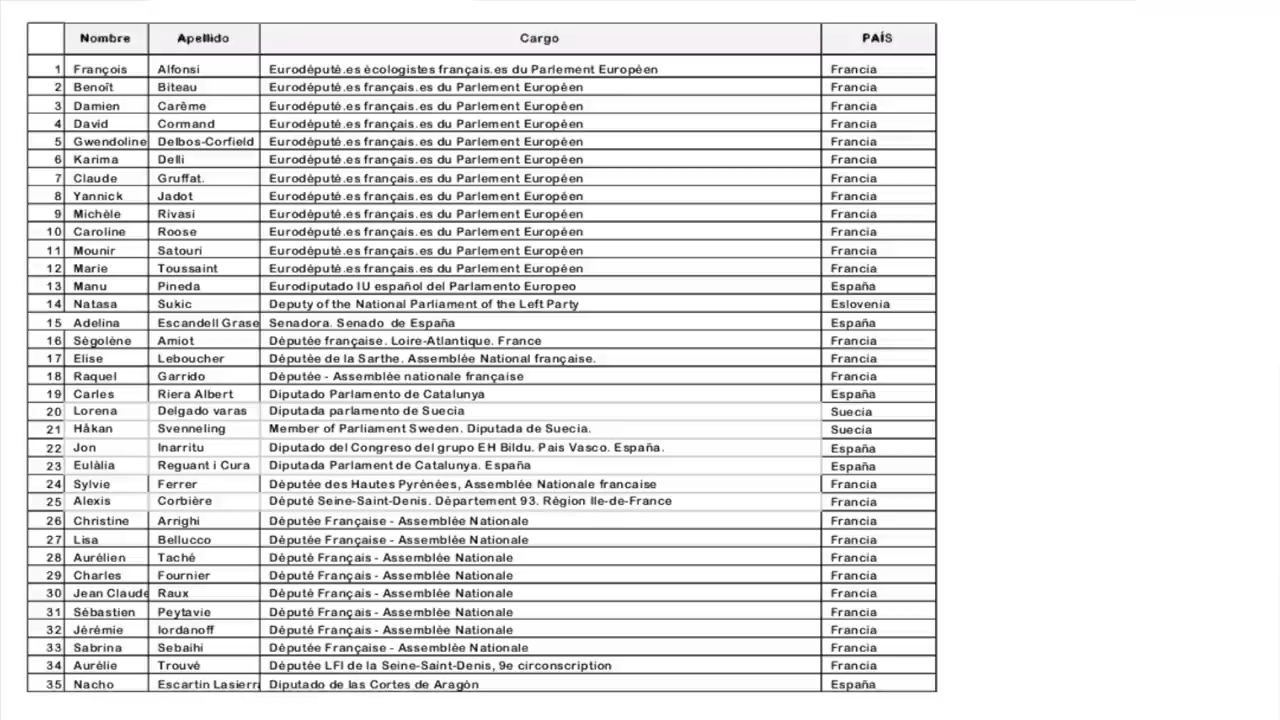 Nombre Apellido Cargo PAÍS
1 François Alfonsi Eurodéputé.es écologistes français.es du Parlement Européen Francia
2 Benoît Biteau Eurodéputé.es français.es du Parlement Européen Francia
3 Damien Carême Eurodéputé.es français.es du Parlement Européen Francia
4 David Cormand Eurodéputé.es français.es du Parlement Européen Francia
5 Gwendoline Delbos-Corfield Eurodéputé.es français.es du Parlement Européen Francia
6 Karima Delli Eurodéputé.es français.es du Parlement Européen Francia
7 Claude Gruffat. Eurodéputé.es français.es du Parlement Européen Francia
8 Yannick Jadot Eurodéputé.es français.es du Parlement Européen Francia
9 Michèle Rivasi Eurodéputé.es français.es du Parlement Européen Francia
10 Caroline Roose Eurodéputé.es français.es du Parlement Européen Francia
11 Mounir Satouri Eurodéputé.es français.es du Parlement Européen Francia
12 Marie Toussaint Eurodéputé.es français.es du Parlement Européen Francia
13 Manu Pineda Eurodiputado IU español del Parlamento Europeo España
14 Natasa Sukic Deputy of the National Parliament of the Left Party Eslovenia
15 Adelina Escandell Grase Senadora. Senado de España España
16 Ségolène Amiot Députée française. Loire-Atlantique. France Francia
17 Elise Leboucher Députée de la Sarthe. Assemblée National française. Francia
18 Raquel Garrido Députée - Assemblée nationale française Francia
19 Carles Riera Albert Diputado Parlamento de Catalunya España
20 Lorena Delgado varas Diputada parlamento de Suecia Suecia
21 Håkan Svenneling Member of Parliament Sweden. Diputada de Suecia. Suecia
22 Jon Inarritu Diputado del Congreso del grupo EH Bildu. Pais Vasco. España. España
23 Eulàlia Reguant i Cura Diputada Parlament de Catalunya. España España
24 Sylvie Ferrer Députée des Hautes Pyrénées, Assemblée Nationale francaise Francia
25 Alexis Corbière Député Seine-Saint-Denis. Département 93. Région Ile-de-France Francia
26 Christine Arrighi Députée Française - Assemblée Nationale Francia
27 Lisa Bellucco Députée Française - Assemblée Nationale Francia
28 Aurélien Taché Député Français - Assemblée Nationale Francia
29 Charles Fournier Député Français - Assemblée Nationale Francia
30 Jean Claude Raux Député Français - Assemblée Nationale Francia
31 Sébastien Peytavie Député Français - Assemblée Nationale Francia
32 Jérémie Iordanoff Député Français - Assemblée Nationale Francia
33 Sabrina Sebaihi Députée Française - Assemblée Nationale Francia
34 Aurélie Trouvé Députée LFI de la Seine-Saint-Denis, 9e circonscription Francia
35 Nacho Escartin Lasierra Diputado de las Cortes de Aragón España